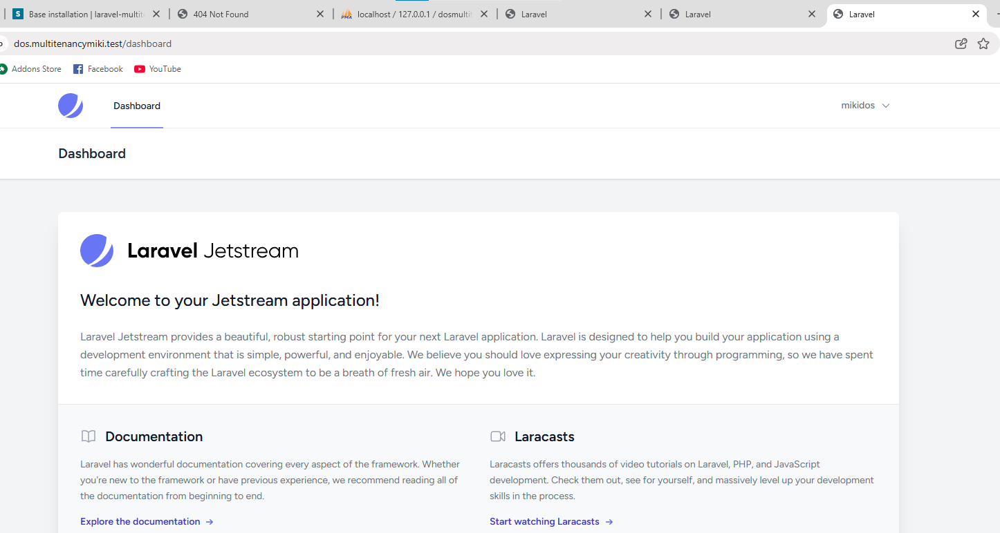 S Base installation | laravel-multit
404 Not Found
PMA localhost / 127.0.0.1 / dosmultit
Laravel
Laravel
Laravel
dos.multitenancymiki.test/dashboard
Addons Store
Facebook
YouTube
Dashboard
mikidos
Dashboard
Laravel Jetstream
Welcome to your Jetstream application!
Laravel Jetstream provides a beautiful, robust starting point for your next Laravel application. Laravel is designed to help you build your application using a
development environment that is simple, powerful, and enjoyable. We believe you should love expressing your creativity through programming, so we have spent
time carefully crafting the Laravel ecosystem to be a breath of fresh air. We hope you love it.
Documentation
Laravel has wonderful documentation covering every aspect of the framework. Whether
you're new to the framework or have previous experience, we recommend reading all of
the documentation from beginning to end.
Explore the documentation →
Laracasts
Laracasts offers thousands of video tutorials on Laravel, PHP, and JavaScript
development. Check them out, see for yourself, and massively level up your development
skills in the process.
Start watching Laracasts →